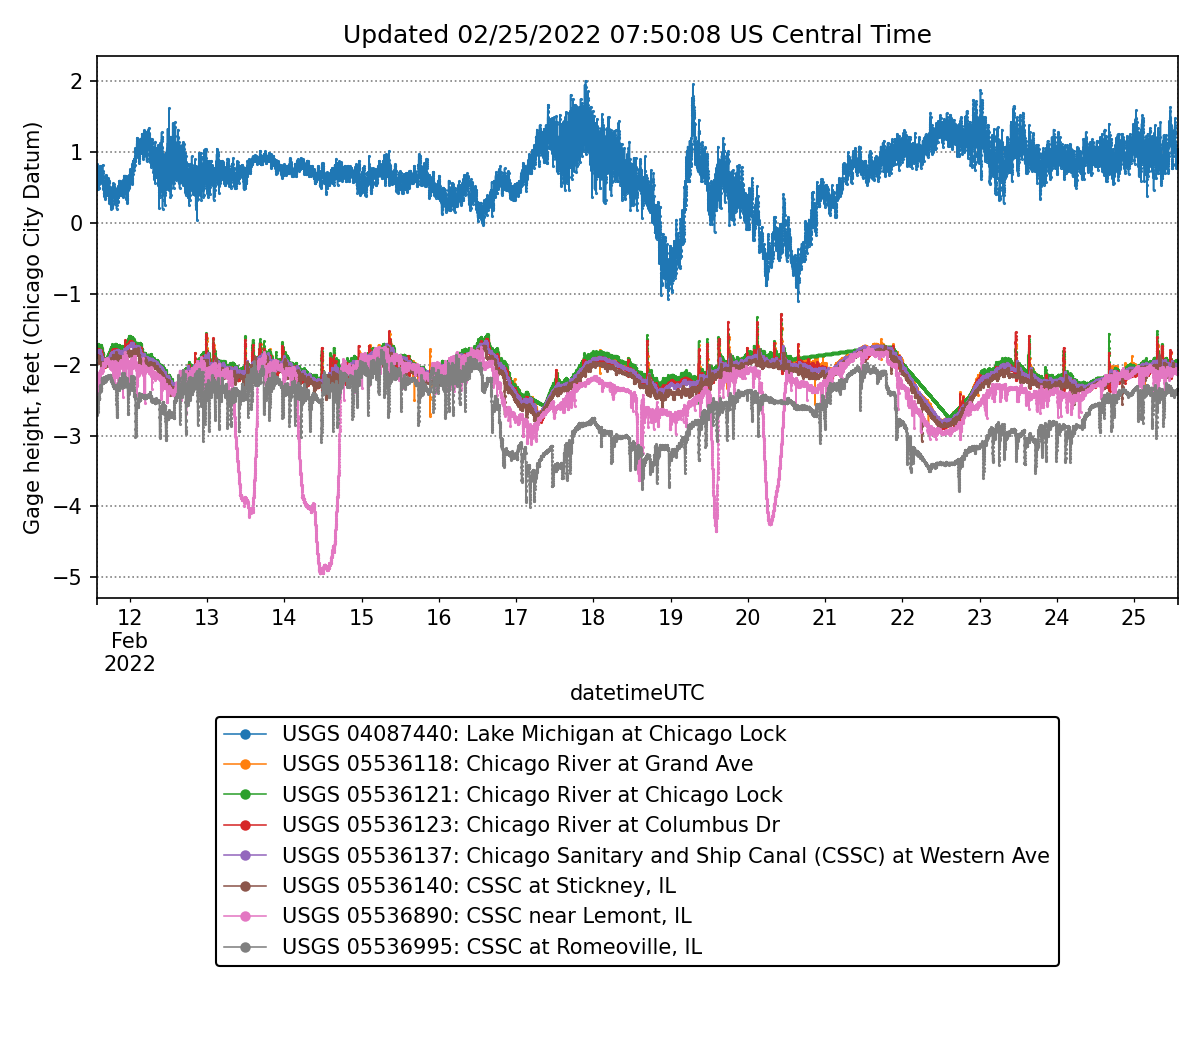 Updated 02/25/2022 07:50:08 US Central Time
Gage height, feet (Chicago City Datum)
2
1
0
−1
−2
−3
−4
−5
12 13 14 15 16 17 18 19 20 21 22 23 24 25
Feb
2022
datetimeUTC
USGS 04087440: Lake Michigan at Chicago Lock
USGS 05536118: Chicago River at Grand Ave
USGS 05536121: Chicago River at Chicago Lock
USGS 05536123: Chicago River at Columbus Dr
USGS 05536137: Chicago Sanitary and Ship Canal (CSSC) at Western Ave
USGS 05536140: CSSC at Stickney, IL
USGS 05536890: CSSC near Lemont, IL
USGS 05536995: CSSC at Romeoville, IL